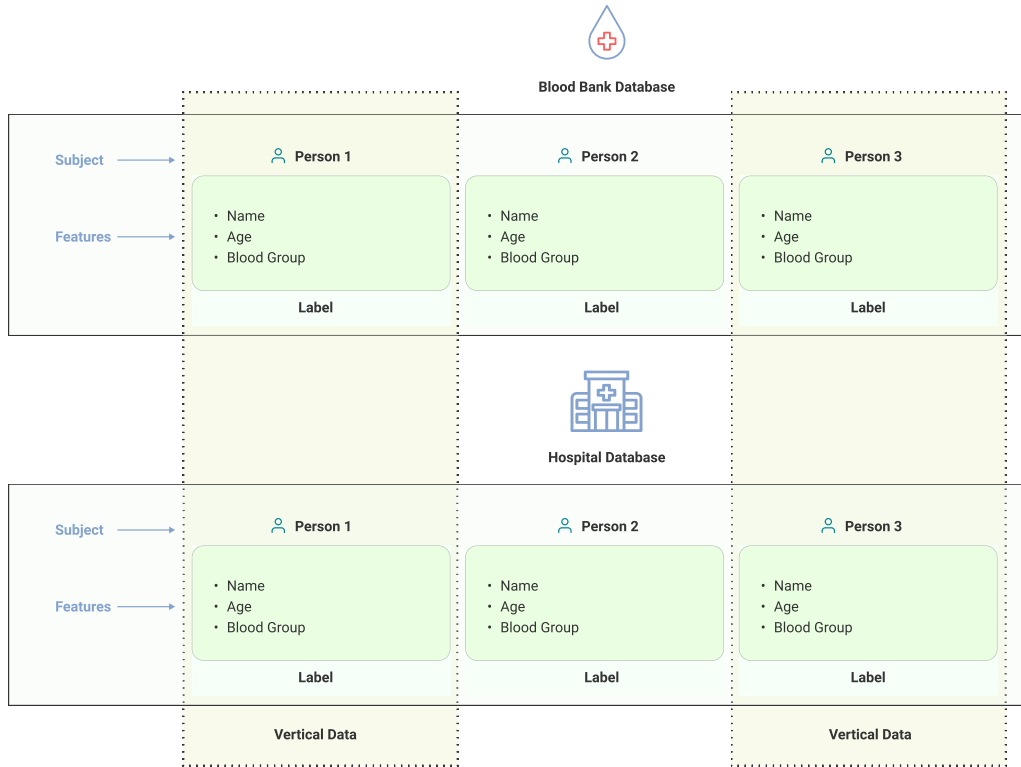 Blood Bank Database
Subject
Person 1
Person 2
Person 3
Features
• Name
• Age
• Blood Group
• Name
• Age
• Blood Group
• Name
• Age
• Blood Group
Label
Label
Label
Hospital Database
Subject
Person 1
Person 2
Person 3
Features
• Name
• Age
• Blood Group
• Name
• Age
• Blood Group
• Name
• Age
• Blood Group
Label
Label
Label
Vertical Data
Vertical Data